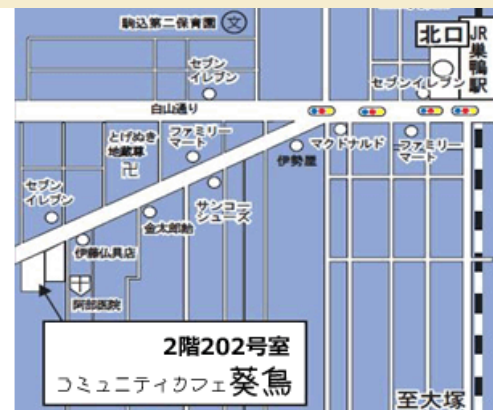 駒込第二保育園
文
北口
JR
巣鴨駅
セブン
イレブン
セブンイレブン
白山通り
とげぬき
地蔵尊
卍
ファミリー
マート
伊勢屋
マクドナルド
ファミリー
マート
セブン
イレブン
サンコー
シューズ
金太郎飴
伊藤仏具店
阿部医院
2階202号室
コミュニティカフェ葵鳥
至大塚